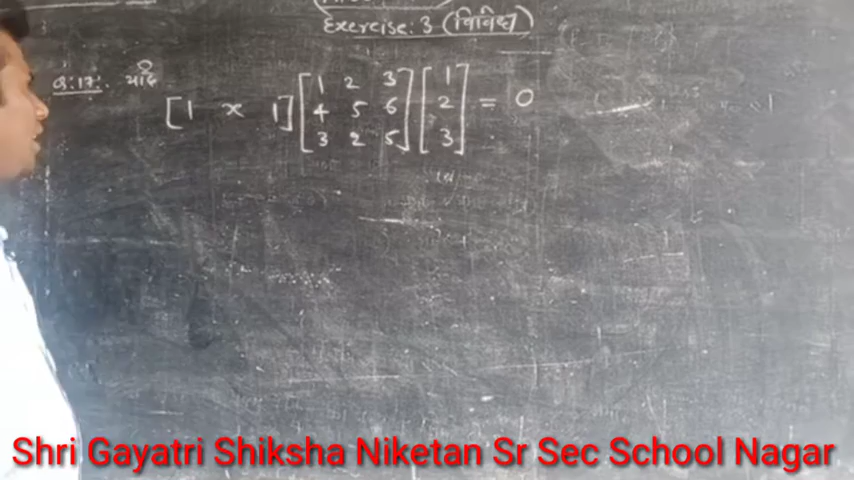 Exercise: 3 (विविध)
Q.17. यदि
[1 x 1] [1 2 3] [1] = 0
[4 5 6] [2]
[3 2 5] [3]
Shri Gayatri Shiksha Niketan Sr Sec School Nagar